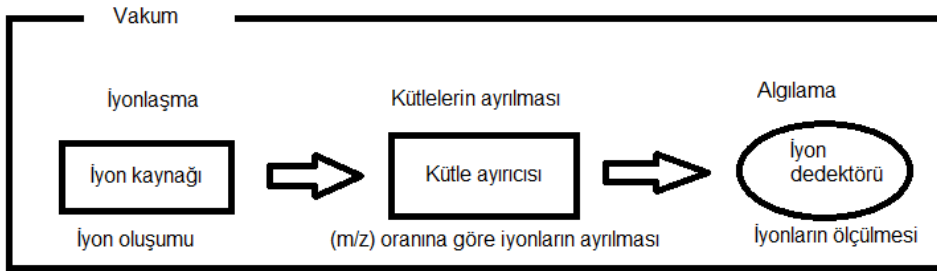 Vakum
İyonlaşma
Kütlelerin ayrılması
Algılama
İyon kaynağı
Kütle ayırıcısı
İyon
dedektörü
İyon oluşumu
(m/z) oranına göre iyonların ayrılması
İyonların ölçülmesi